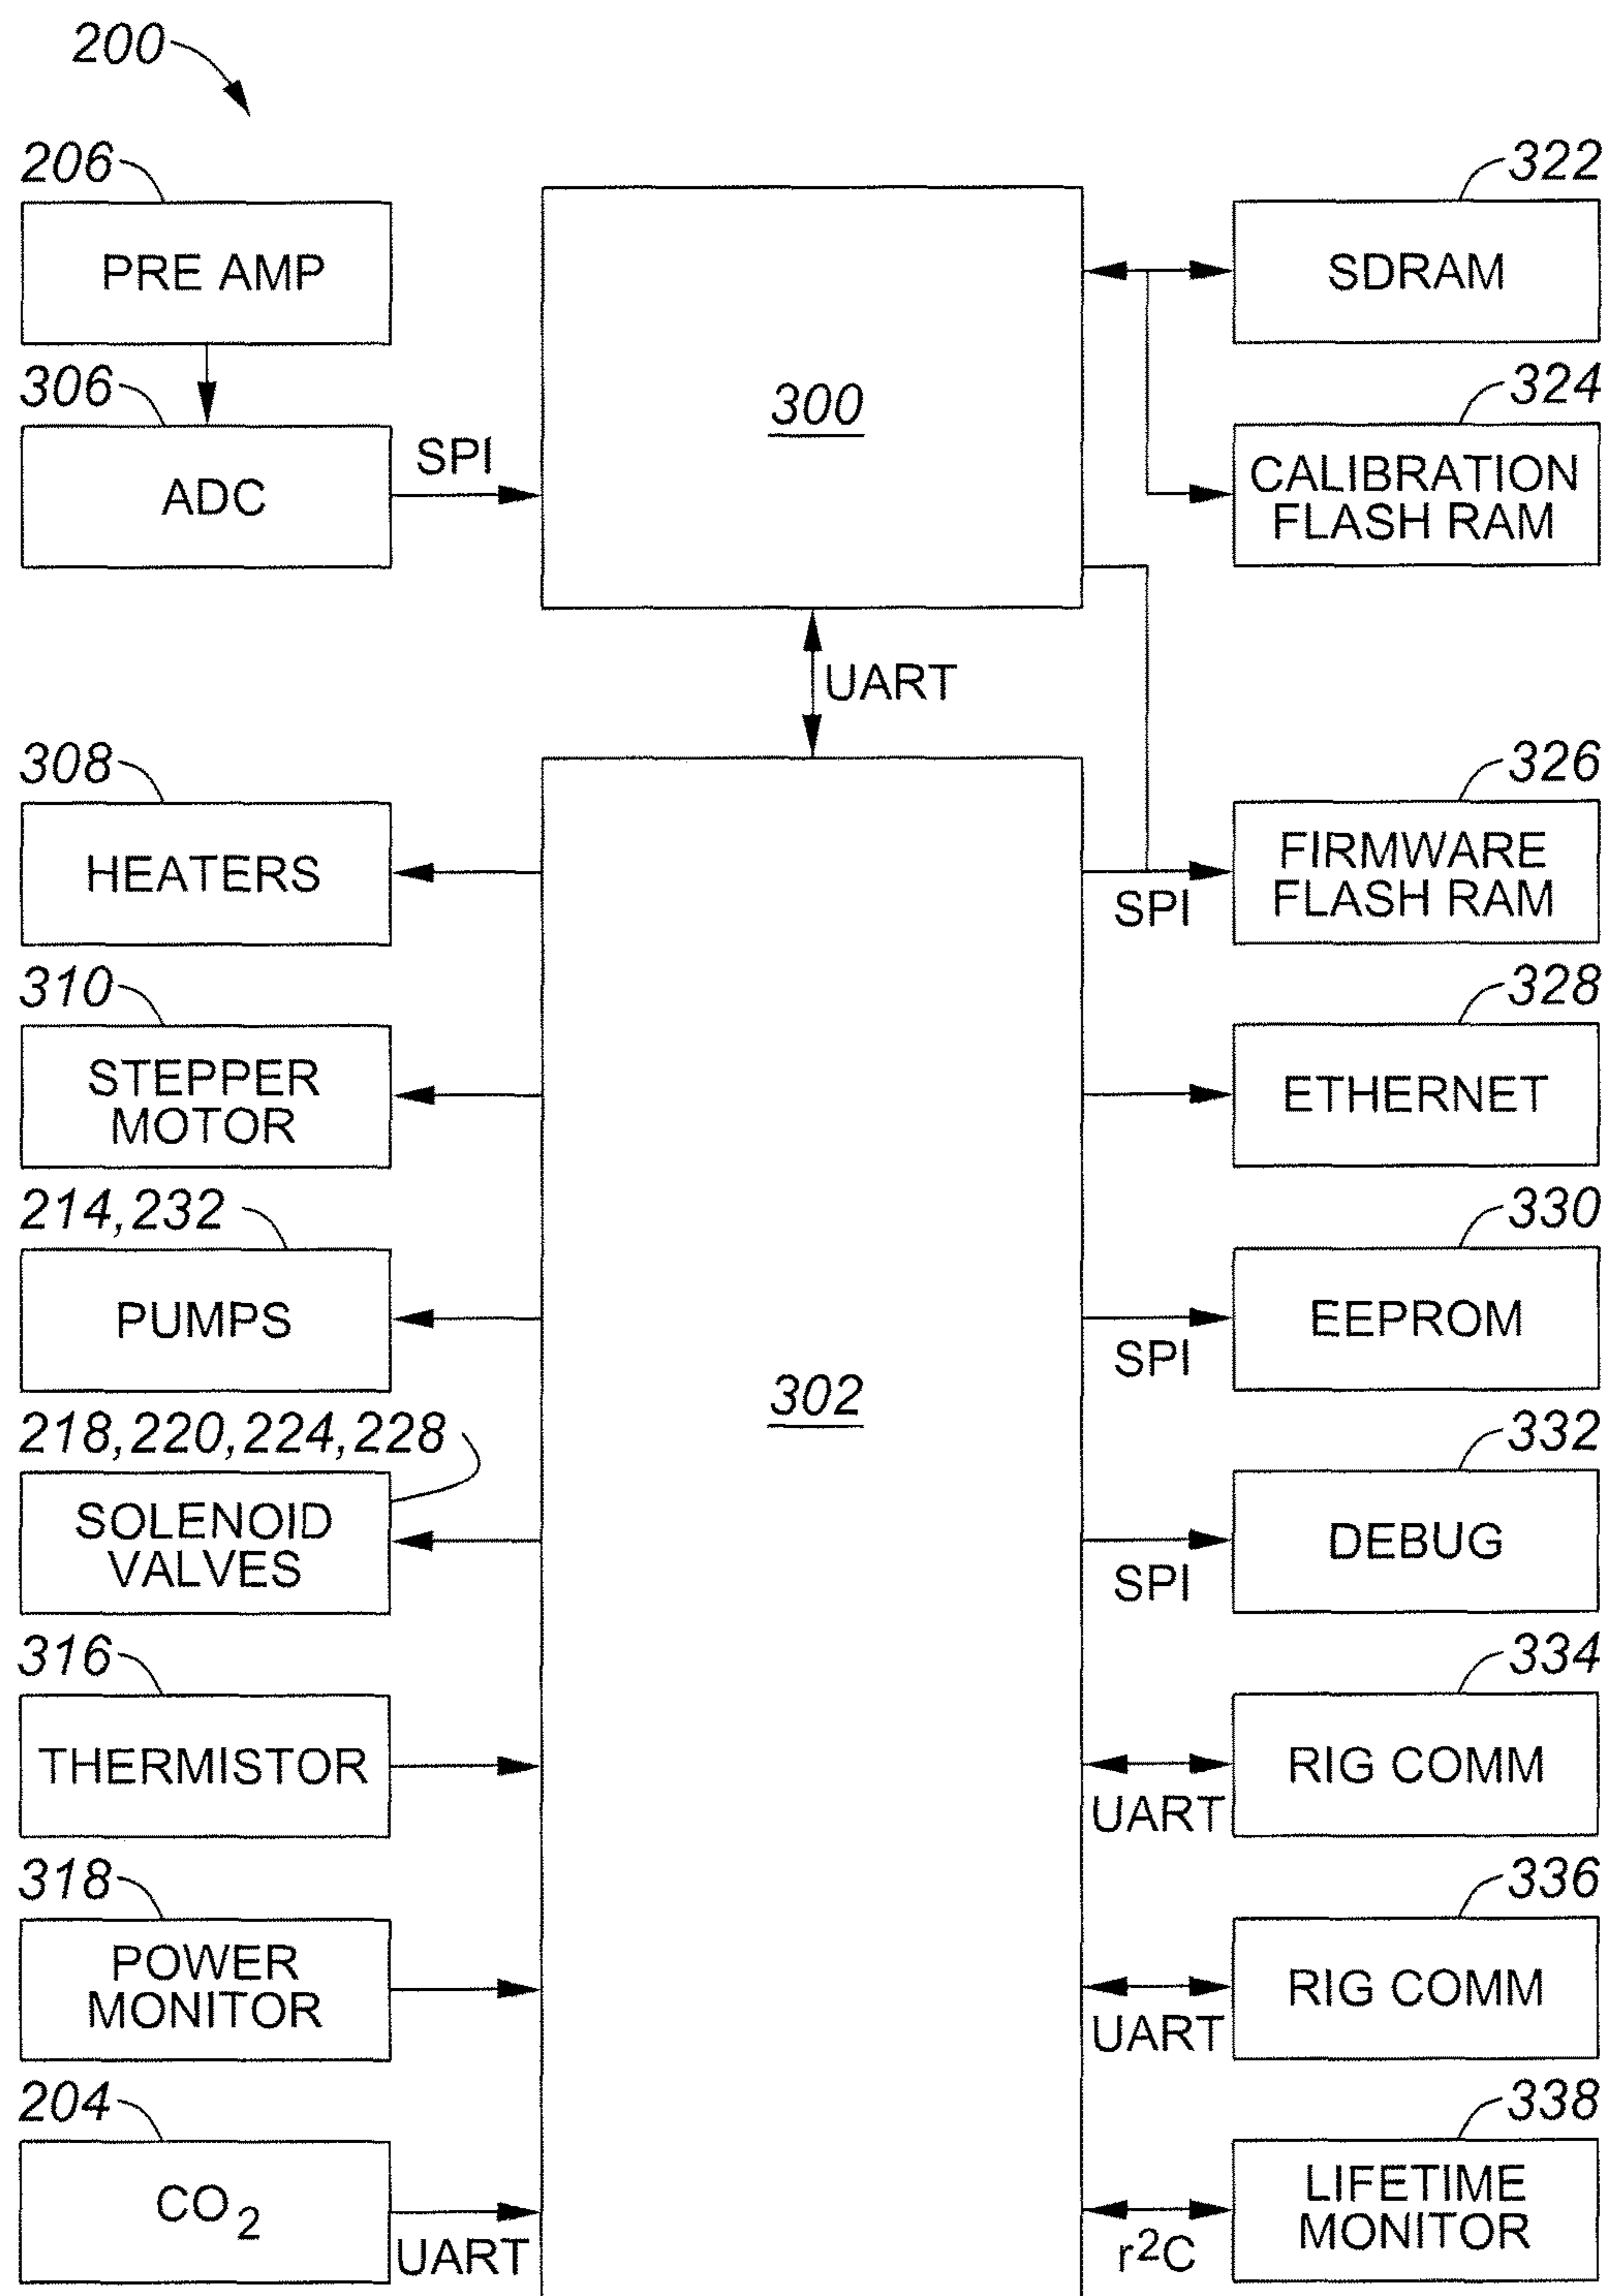 200
206
PRE AMP
306
ADC
SPI
300
322
SDRAM
324
CALIBRATION
FLASH RAM
UART
308
HEATERS
310
STEPPER
MOTOR
214,232
PUMPS
218,220,224,228
SOLENOID
VALVES
316
THERMISTOR
318
POWER
MONITOR
204
CO2
UART
302
326
FIRMWARE
FLASH RAM
SPI
328
ETHERNET
330
EEPROM
SPI
332
DEBUG
SPI
334
RIG COMM
UART
336
RIG COMM
UART
338
LIFETIME
MONITOR
r²C